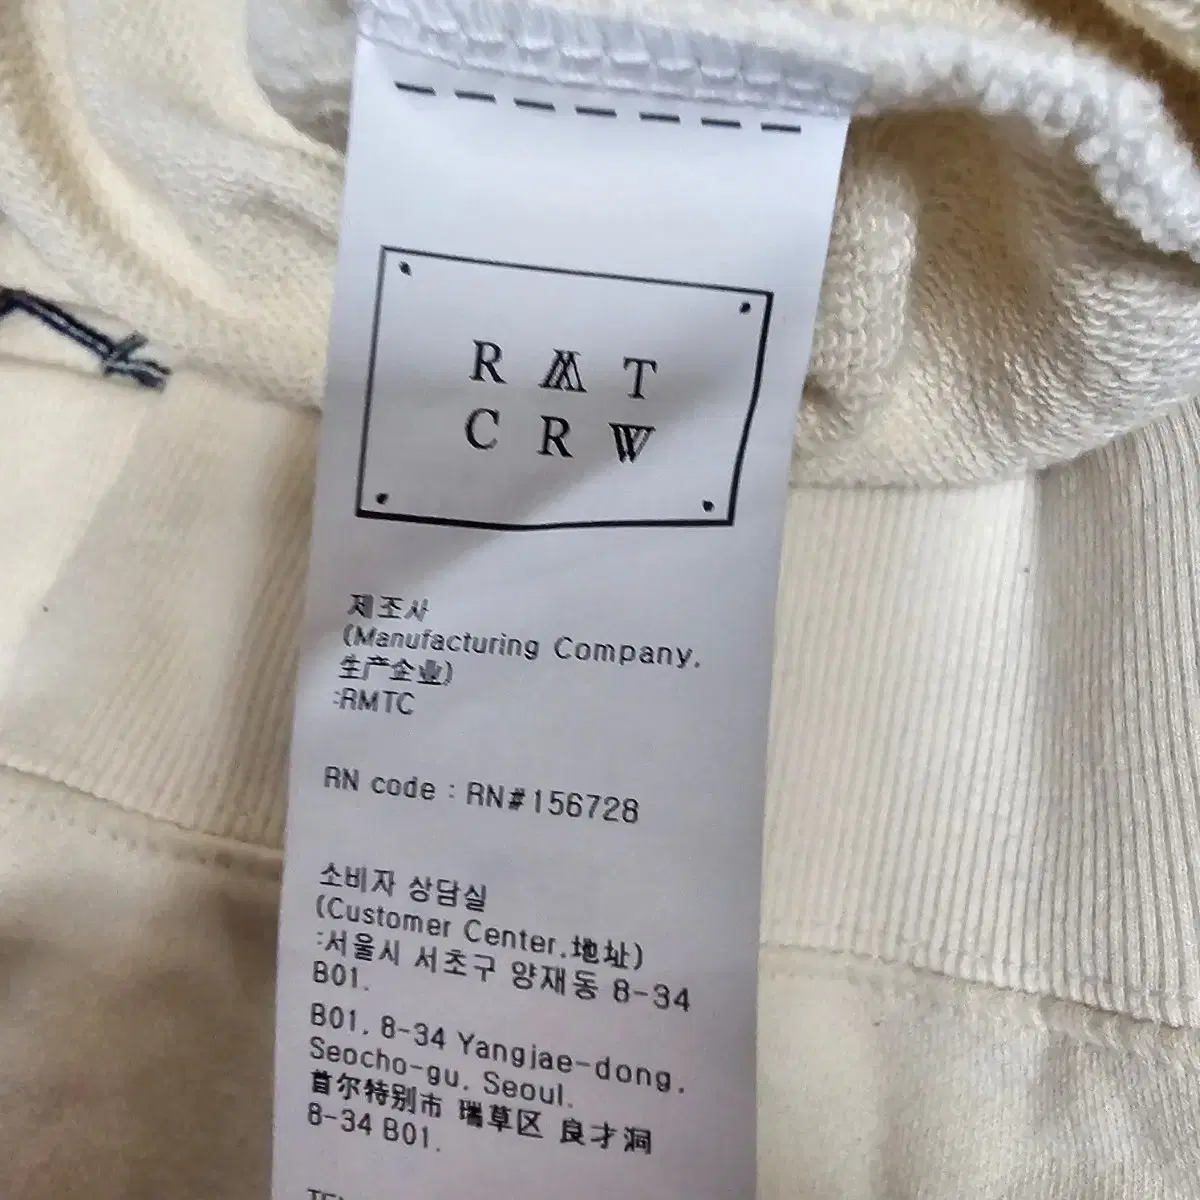 R M T
C R W
제조사
(Manufacturing Company,
生产企业)
:RMTC
RN code : RN#156728
소비자 상담실
(Customer Center,地址)
:서울시 서초구 양재동 8-34
B01.
B01, 8-34 Yangjae-dong,
Seocho-gu, Seoul.
首尔特别市 瑞草区 良才洞
8-34 B01.